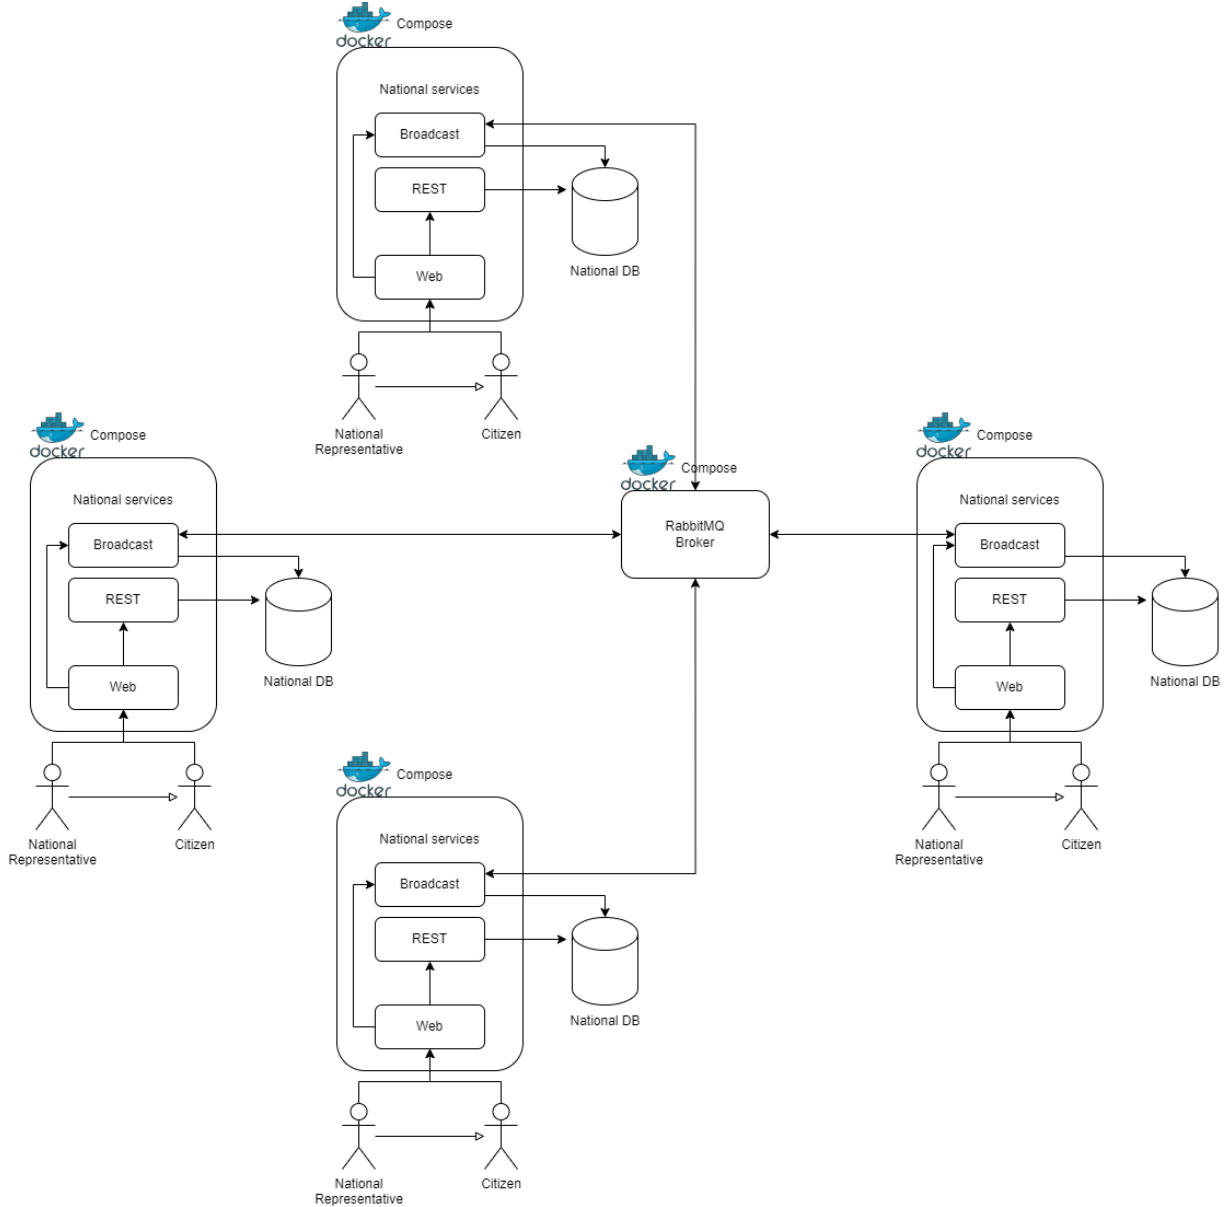 Compose
docker
National services
Broadcast
REST
Web
National DB
National
Representative
Citizen
Compose
docker
National services
Broadcast
REST
Web
National DB
National
Representative
Citizen
Compose
docker
RabbitMQ
Broker
Compose
docker
National services
Broadcast
REST
Web
National DB
National
Representative
Citizen
Compose
docker
National services
Broadcast
REST
Web
National DB
National
Representative
Citizen